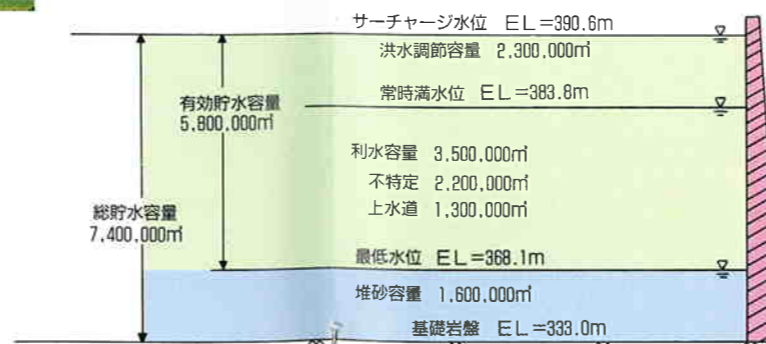 サーチャージ水位 EL=390.6m
洪水調節容量 2,300,000㎥
有効貯水容量
5,800,000㎥
常時満水位 EL=383.8m
利水容量 3,500,000㎥
不特定 2,200,000㎥
上水道 1,300,000㎥
総貯水容量
7,400,000㎥
最低水位 EL=368.1m
堆砂容量 1,600,000㎥
基礎岩盤 EL=333.0m